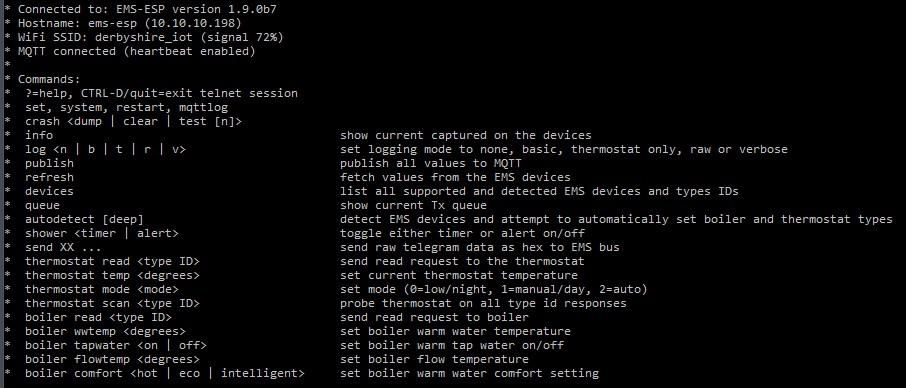 * Connected to: EMS-ESP version 1.9.0b7
* Hostname: ems-esp (10.10.10.198)
* WiFi SSID: derbyshire_iot (signal 72%)
* MQTT connected (heartbeat enabled)
*
* Commands:
*  ?=help, CTRL-D/quit=exit telnet session
*  set, system, restart, mqttlog
*  crash <dump | clear | test [n]>
*  info                                        show current captured on the devices
*  log <n | b | t | r | v>                     set logging mode to none, basic, thermostat only, raw or verbose
*  publish                                     publish all values to MQTT
*  refresh                                     fetch values from the EMS devices
*  devices                                     list all supported and detected EMS devices and types IDs
*  queue                                       show current Tx queue
*  autodetect [deep]                           detect EMS devices and attempt to automatically set boiler and thermostat types
*  shower <timer | alert>                      toggle either timer or alert on/off
*  send XX ...                                 send raw telegram data as hex to EMS bus
*  thermostat read <type ID>                   send read request to the thermostat
*  thermostat temp <degrees>                   set current thermostat temperature
*  thermostat mode <mode>                      set mode (0=low/night, 1=manual/day, 2=auto)
*  thermostat scan <type ID>                   probe thermostat on all type id responses
*  boiler read <type ID>                       send read request to boiler
*  boiler wwtemp <degrees>                     set boiler warm water temperature
*  boiler tapwater <on | off>                  set boiler warm tap water on/off
*  boiler flowtemp <degrees>                   set boiler flow temperature
*  boiler comfort <hot | eco | intelligent>    set boiler warm water comfort setting